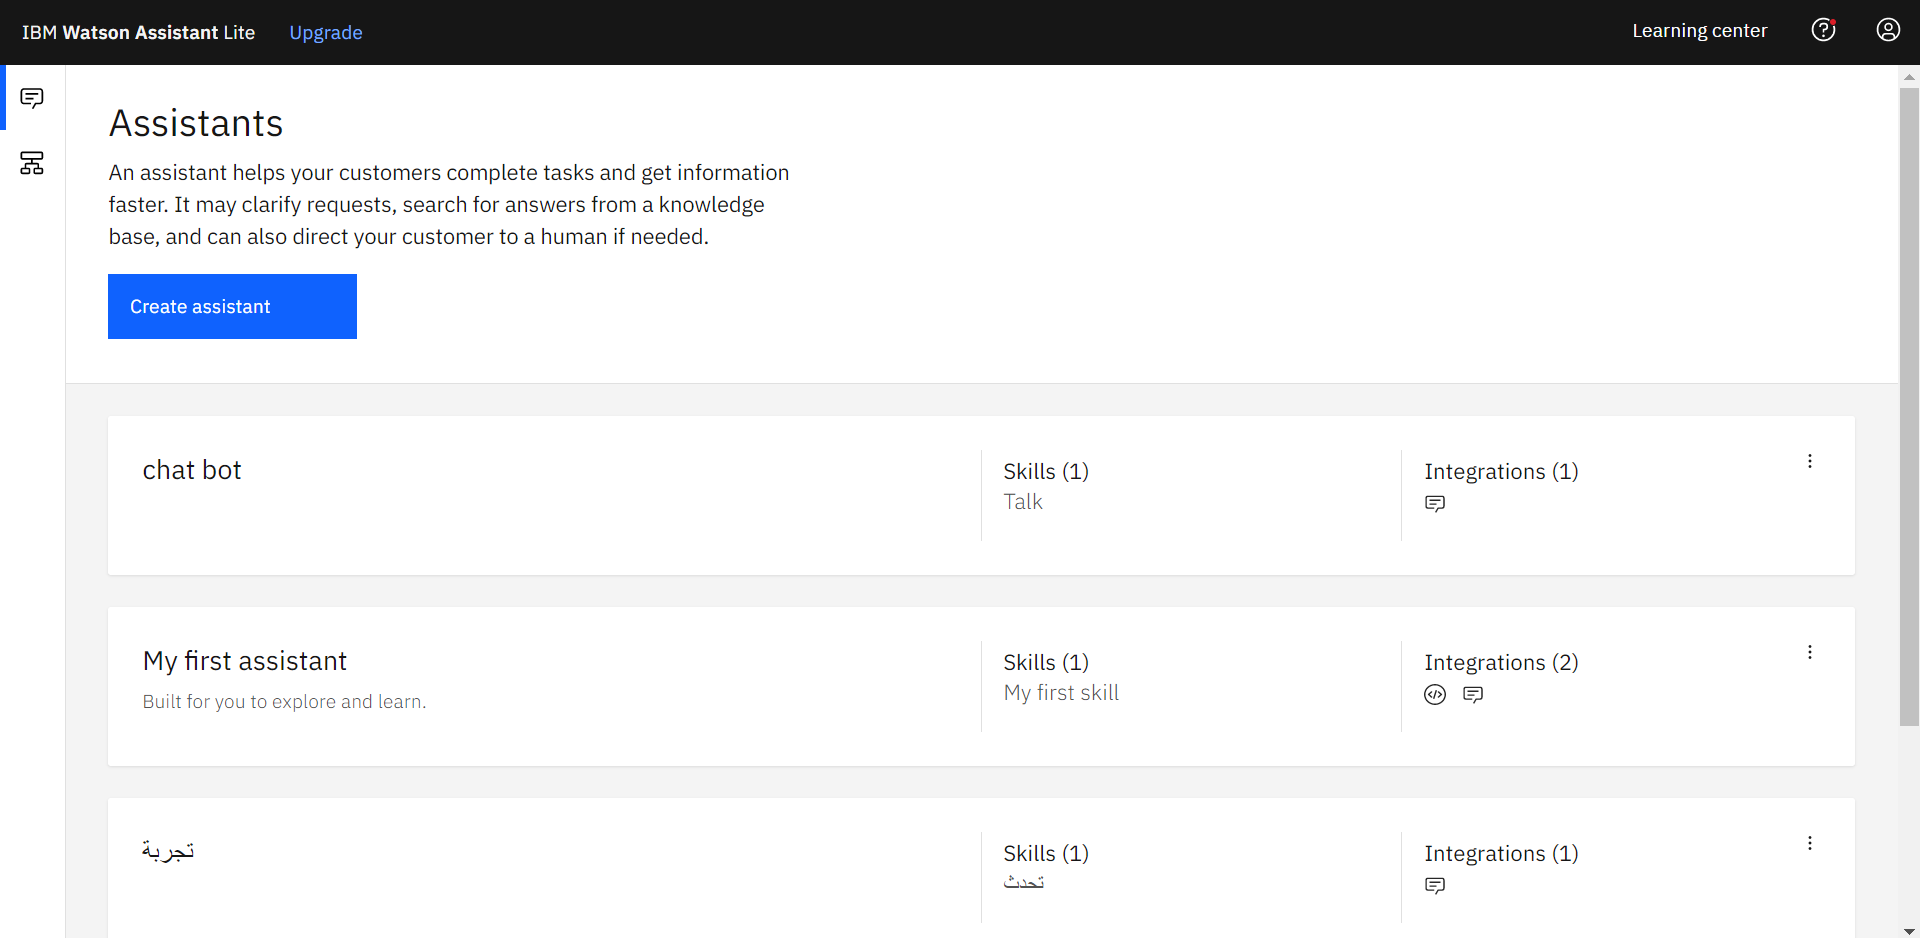 IBM Watson Assistant Lite
Upgrade
Learning center
Assistants
An assistant helps your customers complete tasks and get information
faster. It may clarify requests, search for answers from a knowledge
base, and can also direct your customer to a human if needed.
Create assistant
chat bot
Skills (1)
Talk
Integrations (1)
My first assistant
Built for you to explore and learn.
Skills (1)
My first skill
Integrations (2)
تجربة
Skills (1)
تحدث
Integrations (1)